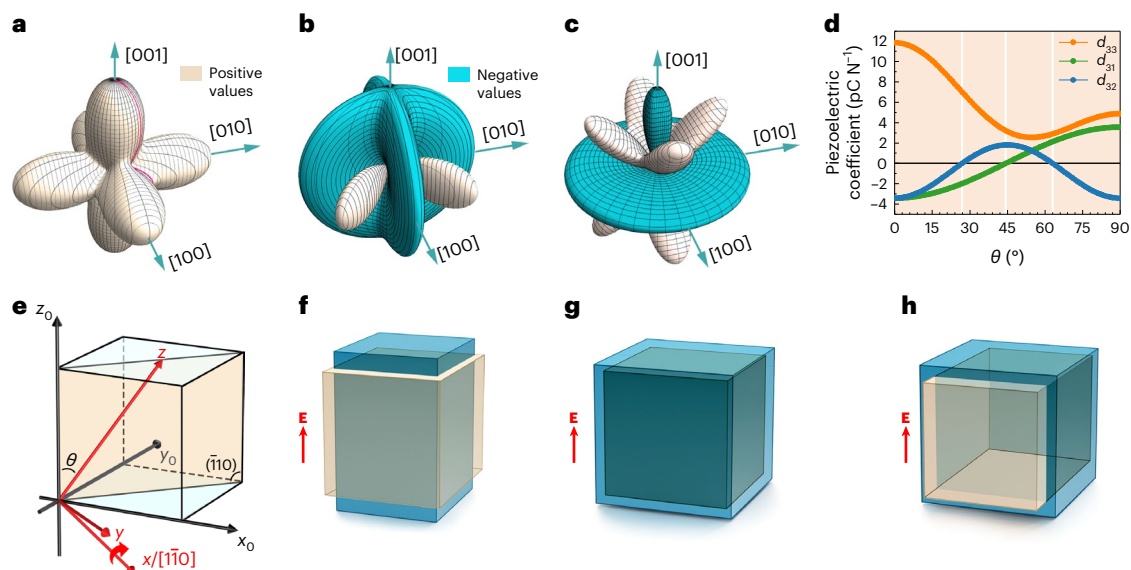 a
[001]
Positive
values
[010]
[100]
b
[001]
Negative
values
[010]
[100]
c
[001]
[010]
[100]
d
Piezoelectric
coefficient (pC N⁻¹)
12
10
8
6
4
2
0
−2
−4
d₃₃
d₃₁
d₃₂
0
15
30
45
60
75
90
θ (°)
e
z₀
z
θ
y₀
(1̄10)
y
x/[11̄0]
x₀
f
E
g
E
h
E